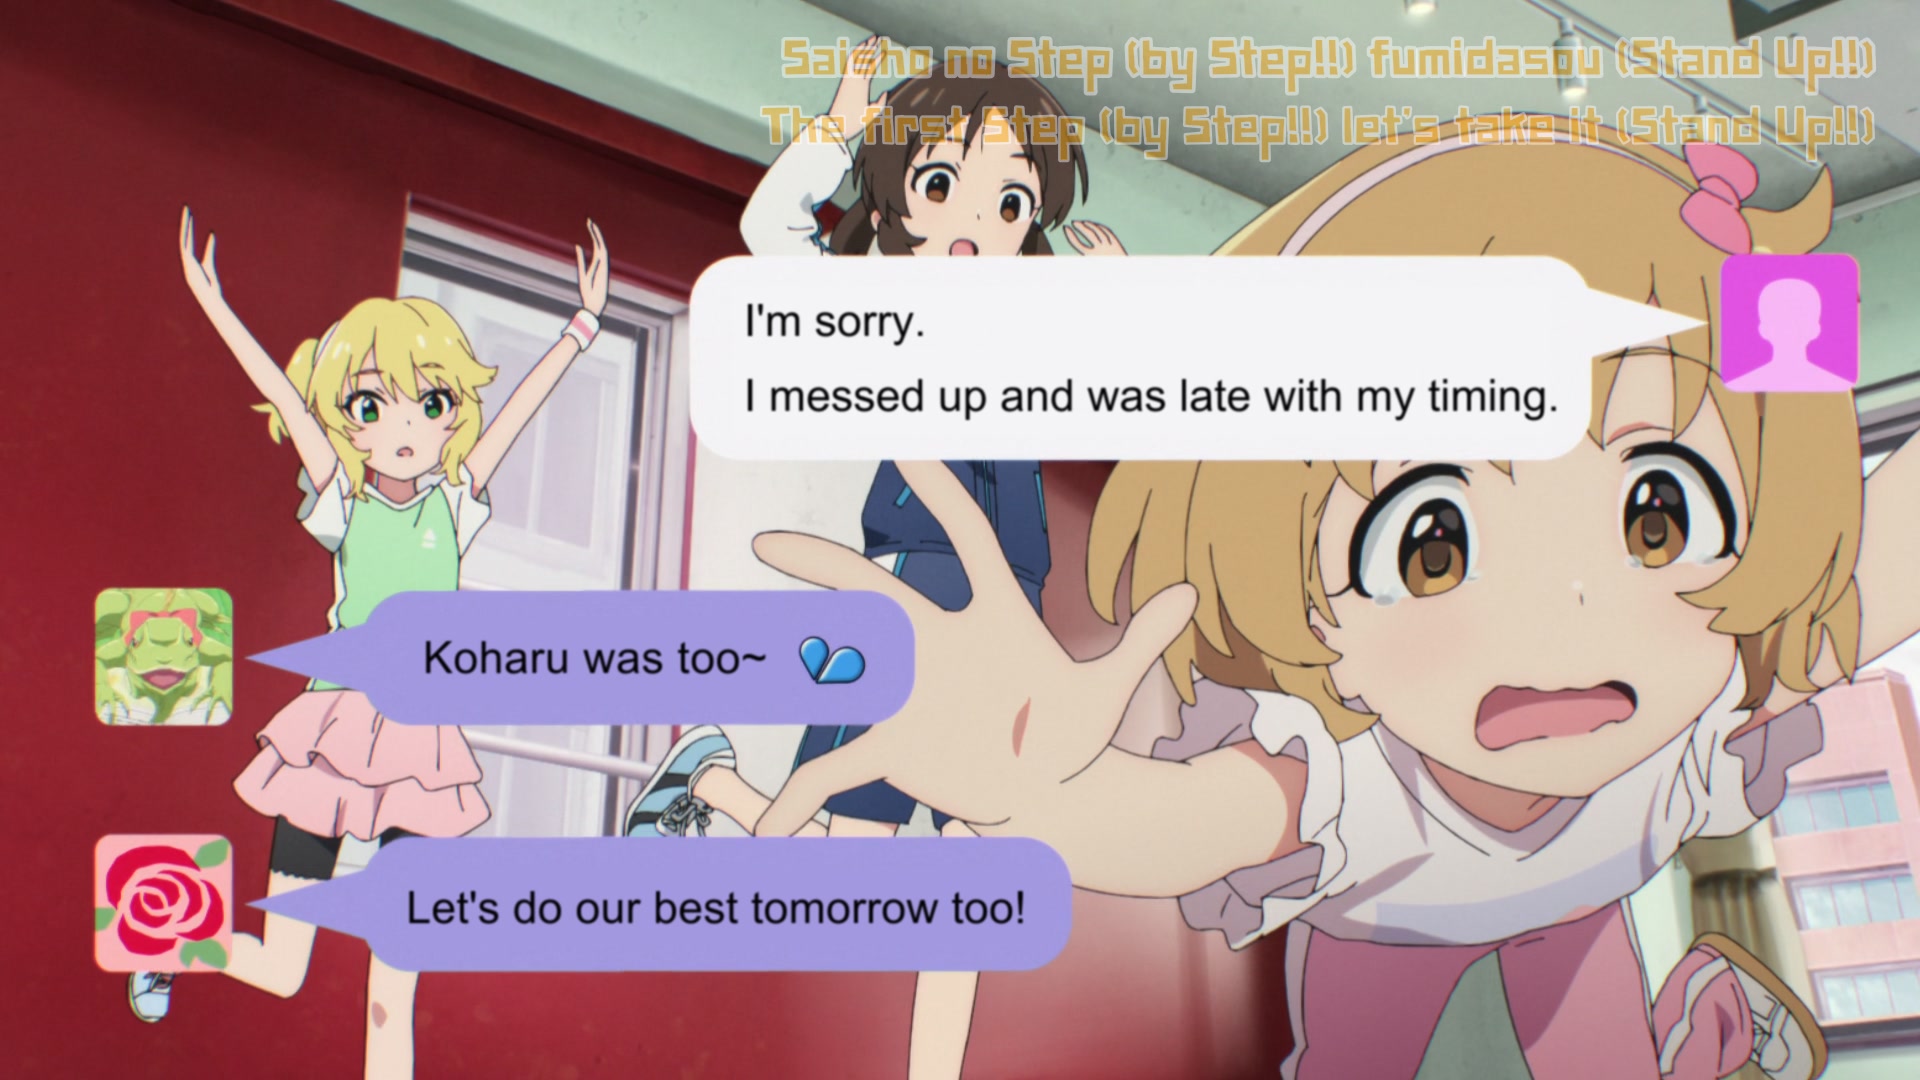 Saisho no Step (by Step!!) fumidasou (Stand Up!!)
The first Step (by Step!!) let's take it (Stand Up!!)
I'm sorry.
I messed up and was late with my timing.
Koharu was too~
Let's do our best tomorrow too!